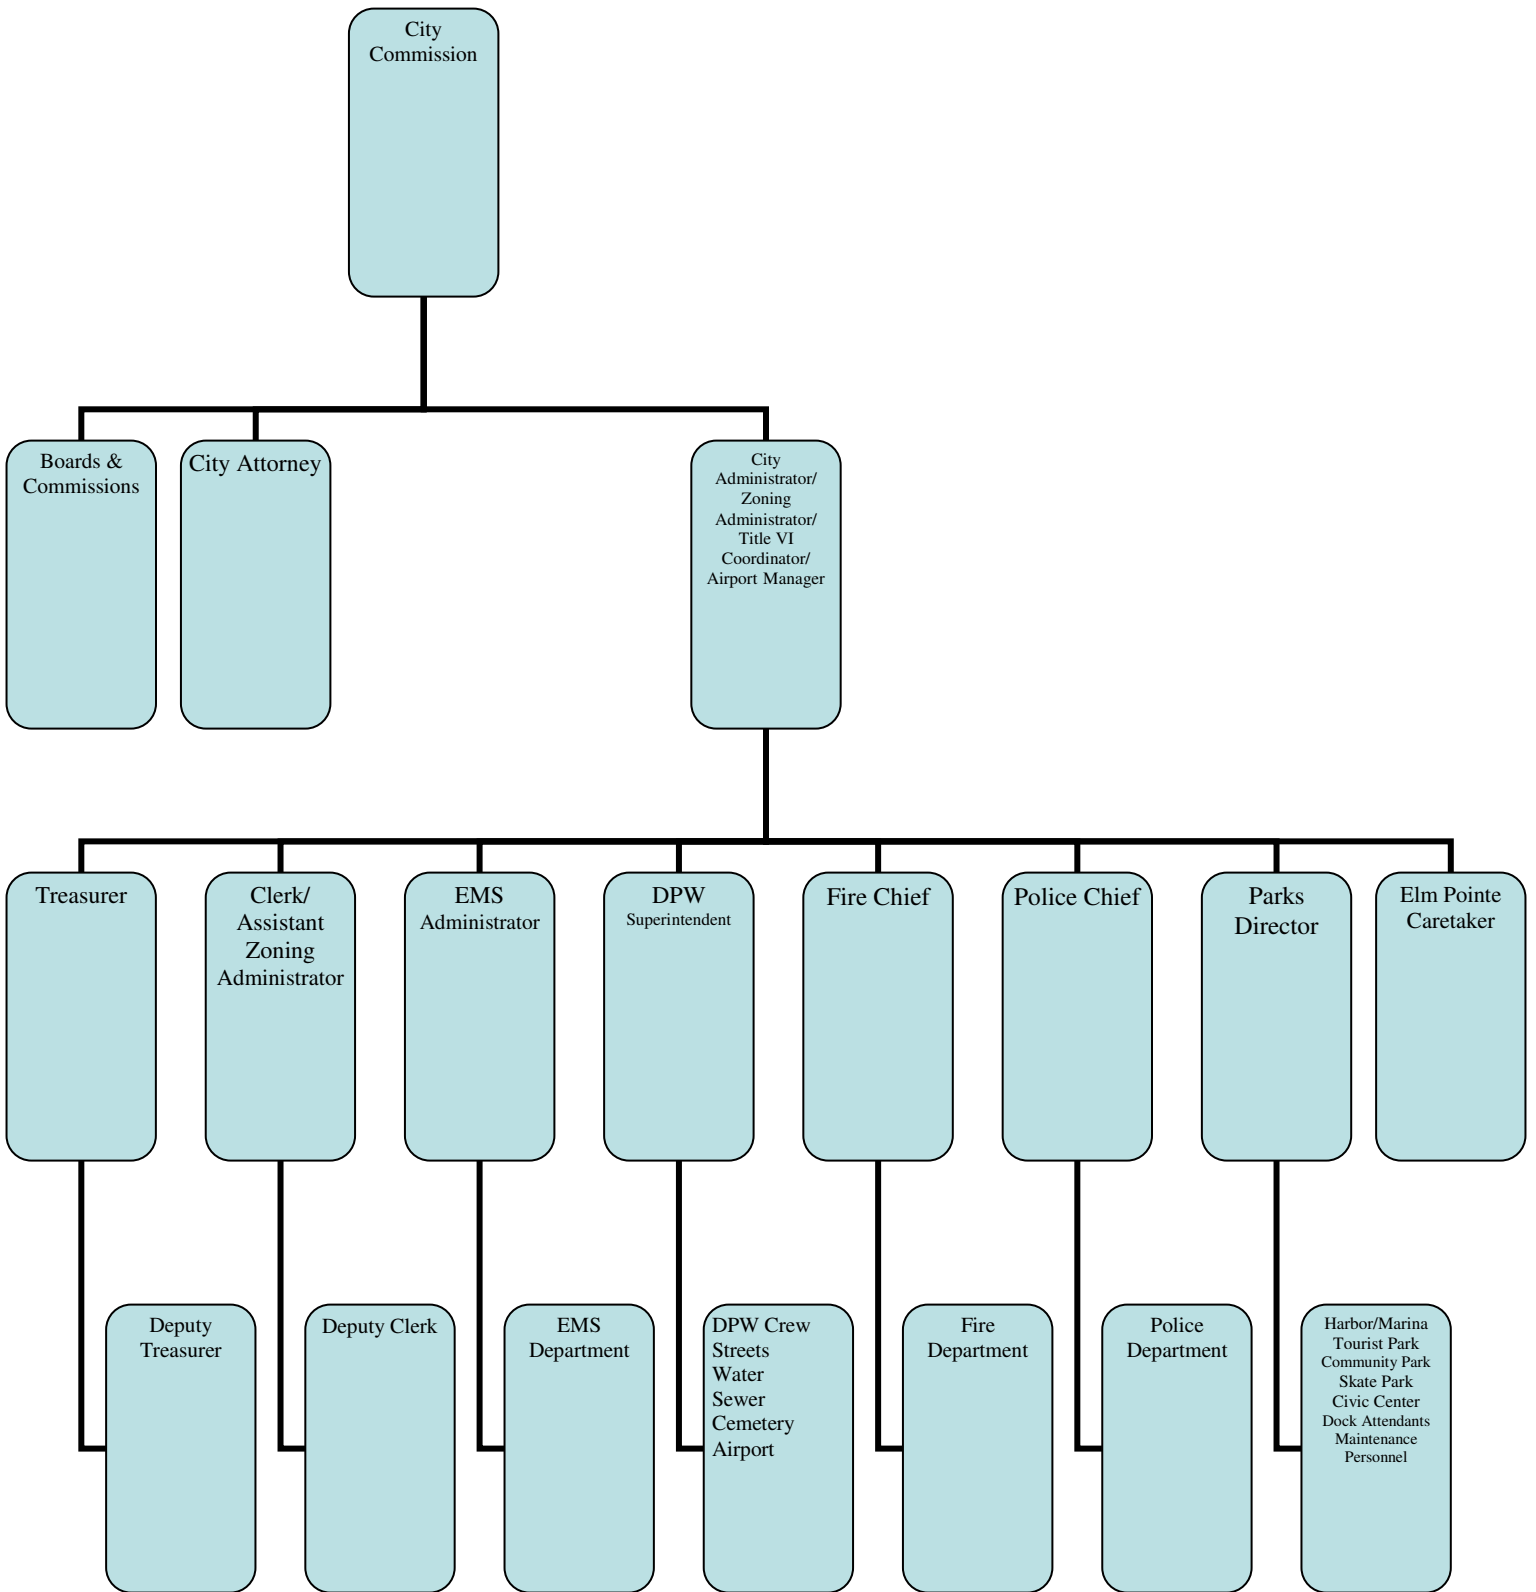 City
Commission
Boards &
Commissions
City Attorney
City
Administrator/
Zoning
Administrator/
Title VI
Coordinator/
Airport Manager
Treasurer
Clerk/
Assistant
Zoning
Administrator
EMS
Administrator
DPW
Superintendent
Fire Chief
Police Chief
Parks
Director
Elm Pointe
Caretaker
Deputy
Treasurer
Deputy Clerk
EMS
Department
DPW Crew
Streets
Water
Sewer
Cemetery
Airport
Fire
Department
Police
Department
Harbor/Marina
Tourist Park
Community Park
Skate Park
Civic Center
Dock Attendants
Maintenance
Personnel